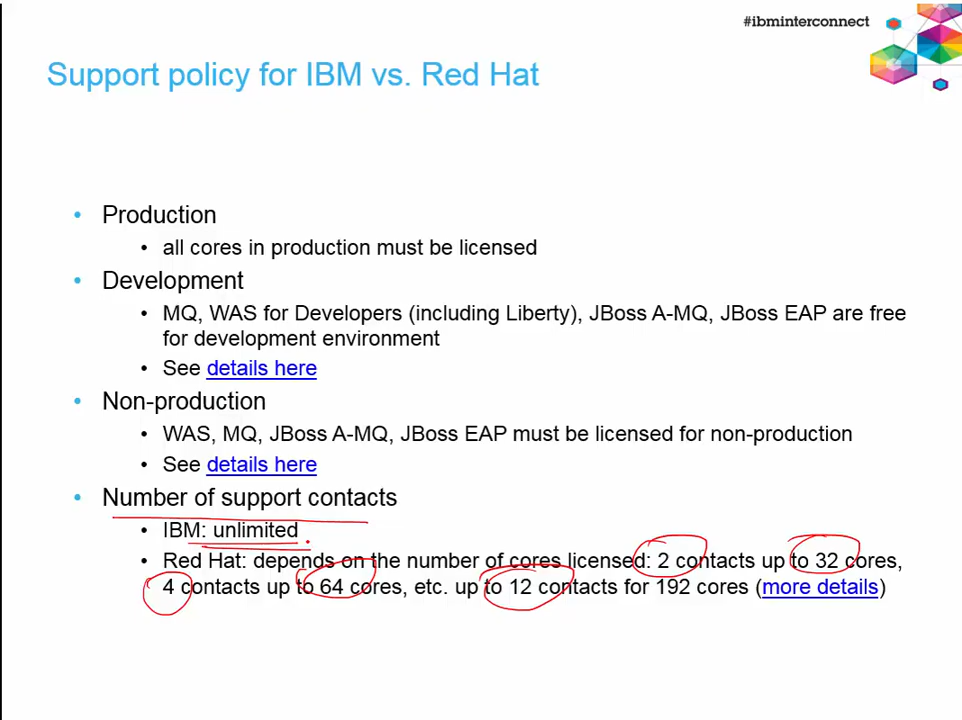 #ibminterconnect
Support policy for IBM vs. Red Hat
• Production
• all cores in production must be licensed
• Development
• MQ, WAS for Developers (including Liberty), JBoss A-MQ, JBoss EAP are free
for development environment
• See details here
• Non-production
• WAS, MQ, JBoss A-MQ, JBoss EAP must be licensed for non-production
• See details here
• Number of support contacts
• IBM: unlimited
• Red Hat: depends on the number of cores licensed: 2 contacts up to 32 cores,
4 contacts up to 64 cores, etc. up to 12 contacts for 192 cores (more details)